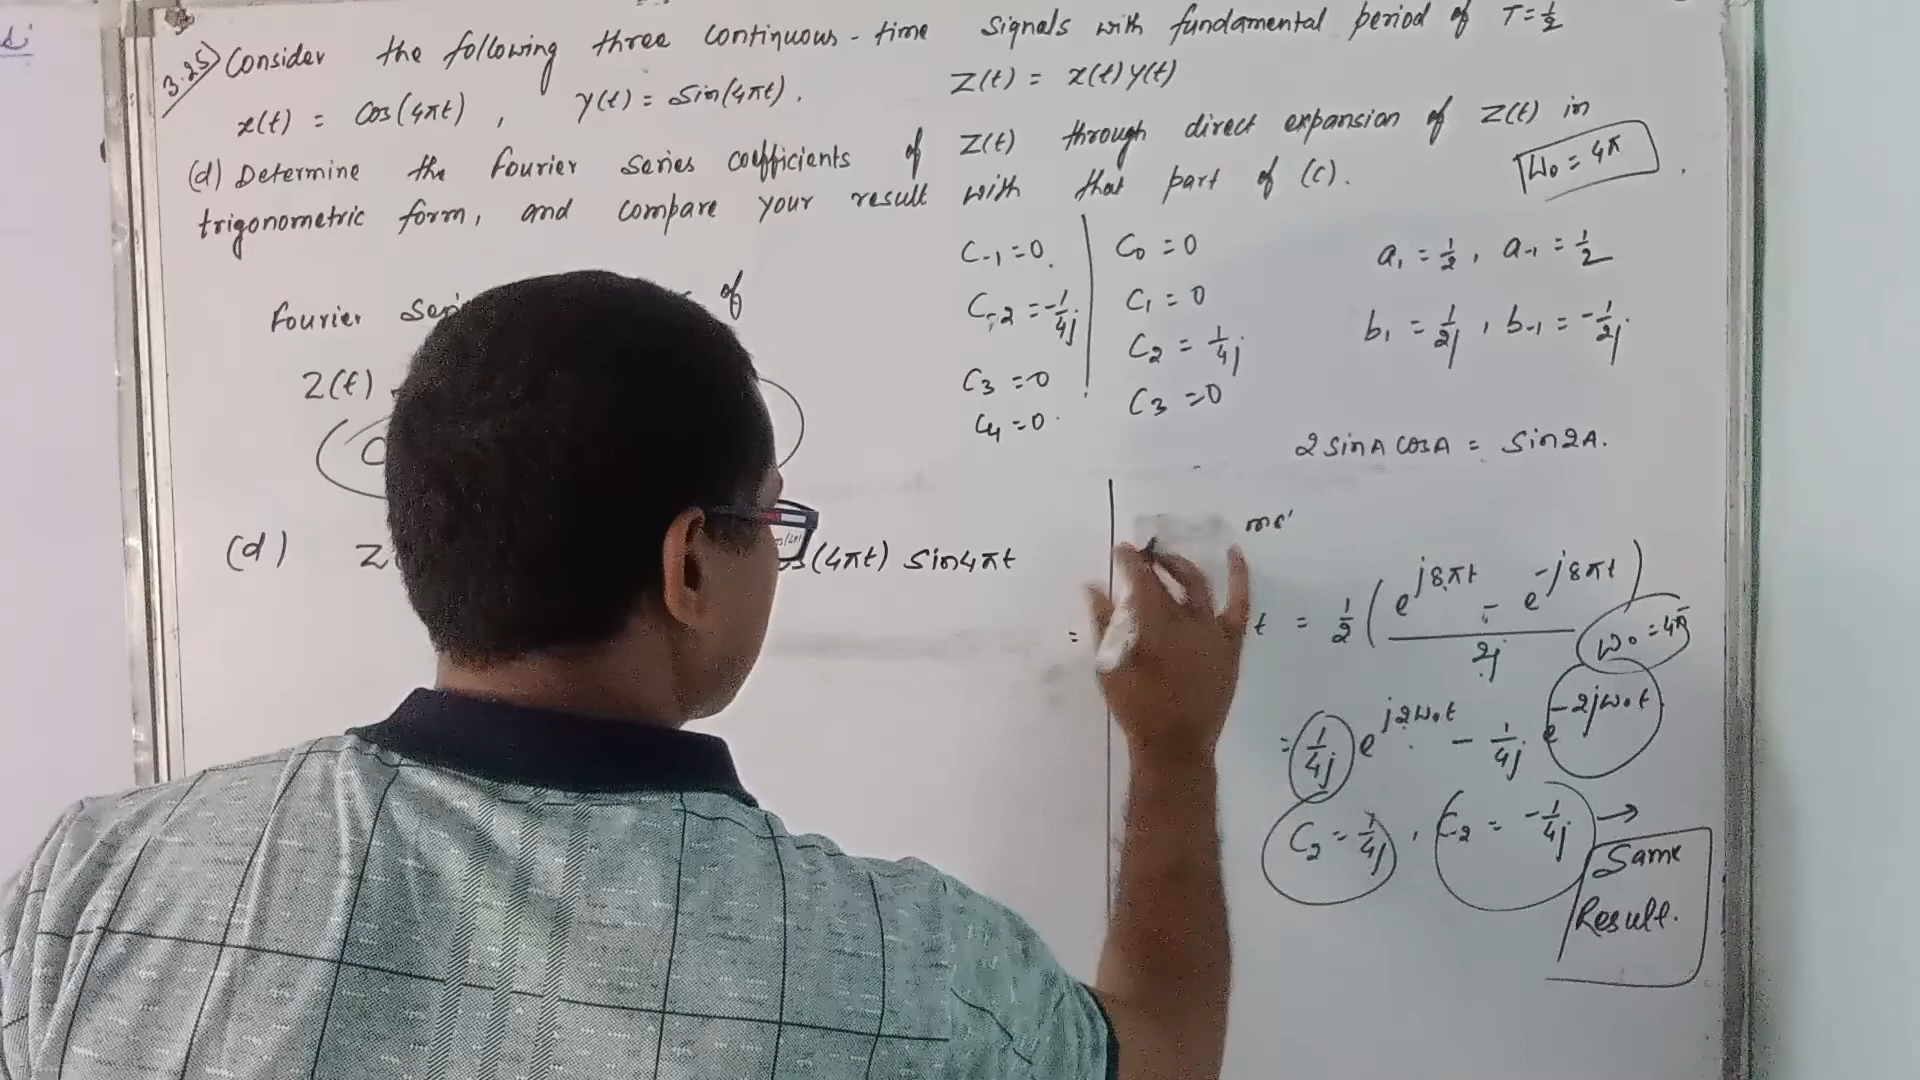 3.25) Consider the following three continuous-time signals with fundamental period of T=½
x(t) = cos(4πt), y(t) = sin(4πt). z(t) = x(t)y(t)
(d) Determine the Fourier series coefficients of z(t) through direct expansion of z(t) in
trigonometric form, and compare your result with that part of (c).
ω₀ = 4π
Fourier of
z(t)
C₋₁ = 0.
C₋₂ = -1/4j
C₃ = 0
C₄ = 0.
C₀ = 0
C₁ = 0
C₂ = 1/4j
C₃ = 0
a₁ = 1/2, a₋₁ = 1/2
b₁ = 1/2j, b₋₁ = -1/2j
2 sinA cosA = sin2A.
(d) z (4πt) sin4πt
= t = 1/2 (e^{j8πt} - e^{-j8πt})/2j
ω₀ = 4π
= 1/4j e^{j2ω₀t} - 1/4j e^{-2jω₀t}
C₂ = 1/4j, C₋₂ = -1/4j →
Same
Result.